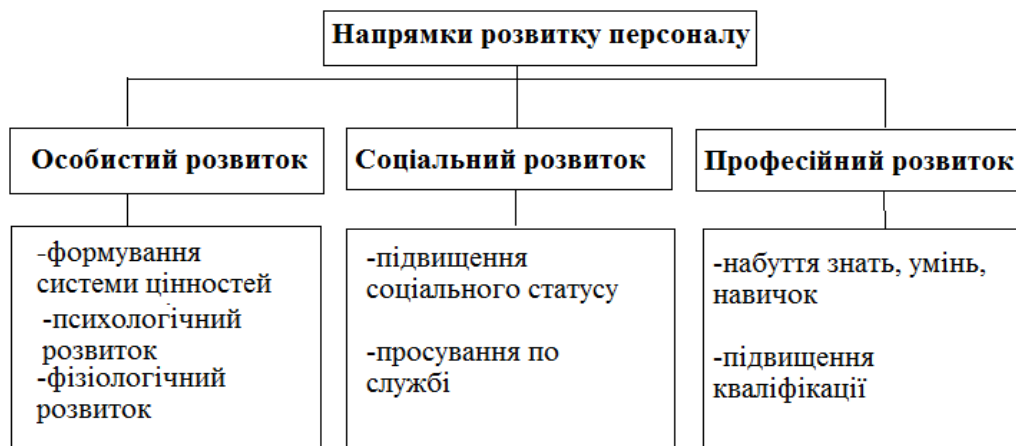 Напрямки розвитку персоналу
Особистий розвиток
Соціальний розвиток
Професійний розвиток
-формування
системи цінностей
-психологічний
розвиток
-фізіологічний
розвиток
-підвищення
соціального статусу
-просування по
службі
-набуття знать, умінь,
навичок
-підвищення
кваліфікації